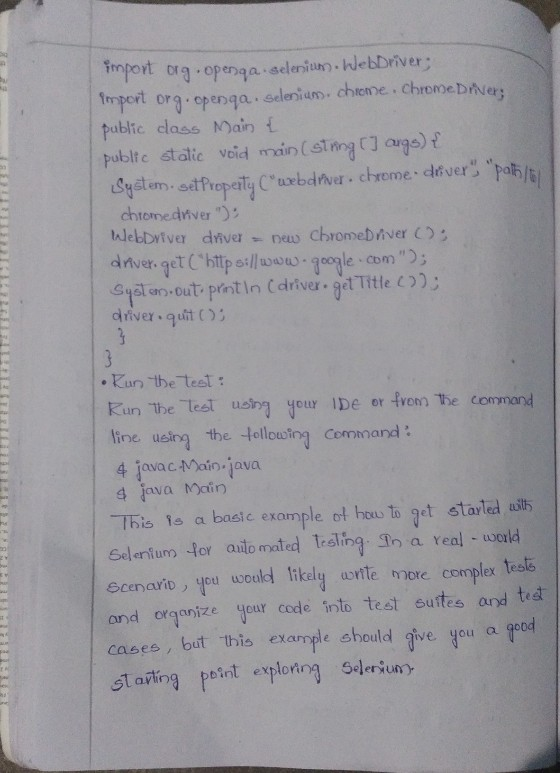 import org.openqa.selenium.WebDriver;
import org.openqa.selenium.chrome.ChromeDriver;
public class Main {
public static void main(string [] args) {
System.setProperty ("webdriver.chrome.driver", "path/to/
chromedriver");
WebDriver driver = new ChromeDriver ();
driver.get ("https://www.google.com");
System.out.println (driver.getTitle ());
driver.quit ();
}
}
• Run the test:
Run the Test using your IDE or from the command
line using the following command:
$ javac Main.java
$ java Main
This is a basic example of how to get started with
selenium for automated testing. In a real-world
scenario, you would likely write more complex tests
and organize your code into test suites and test
cases, but this example should give you a good
starting point exploring Selenium.